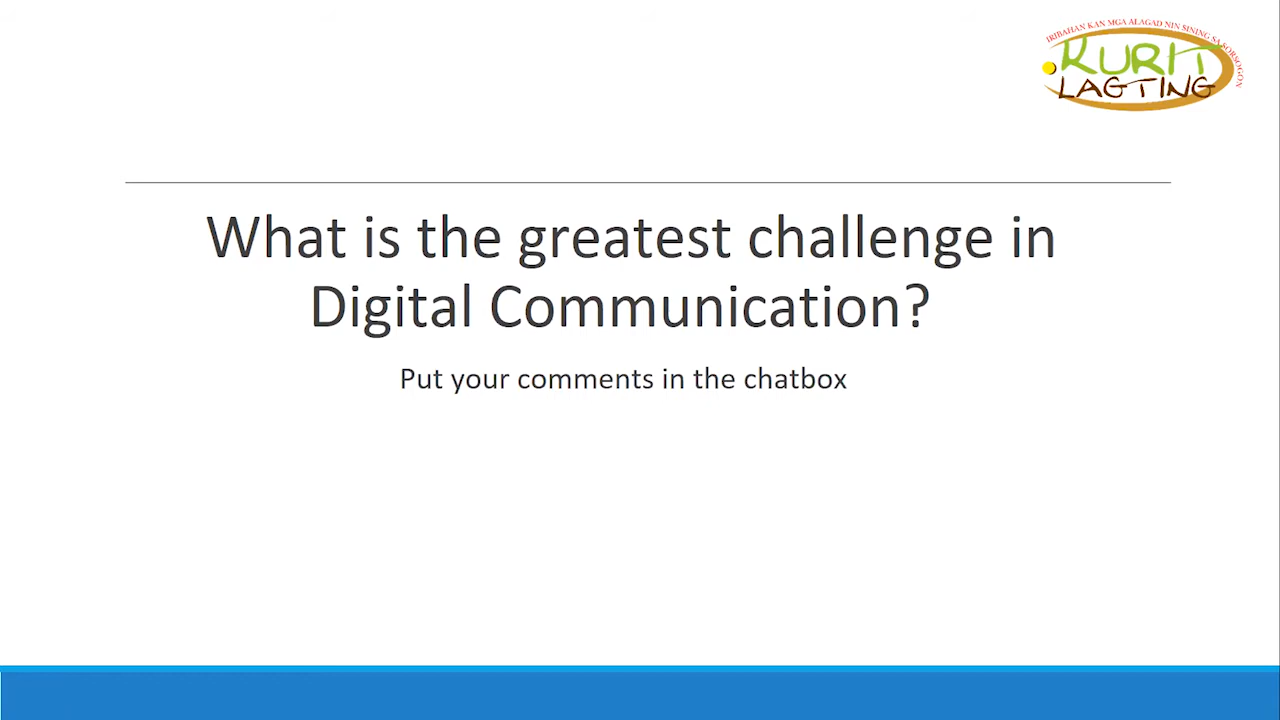 IRIBAHAN KAN MGA ALAGAD NIN SINING SA SORSOGON
KURIT
LAGTING
What is the greatest challenge in
Digital Communication?
Put your comments in the chatbox